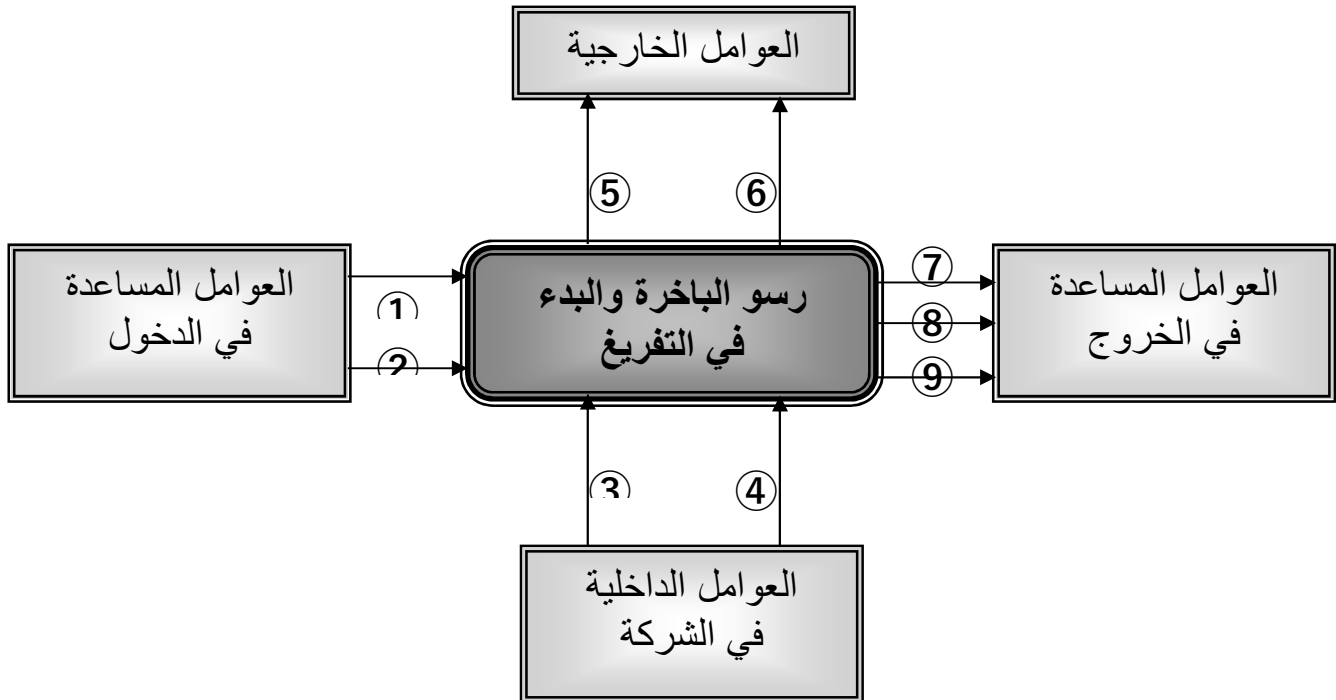 العوامل الخارجية
⑤
⑥
العوامل المساعدة
في الدخول
①
②
رسو الباخرة والبدء
في التفريغ
⑦
⑧
⑨
العوامل المساعدة
في الخروج
③
④
العوامل الداخلية
في الشركة